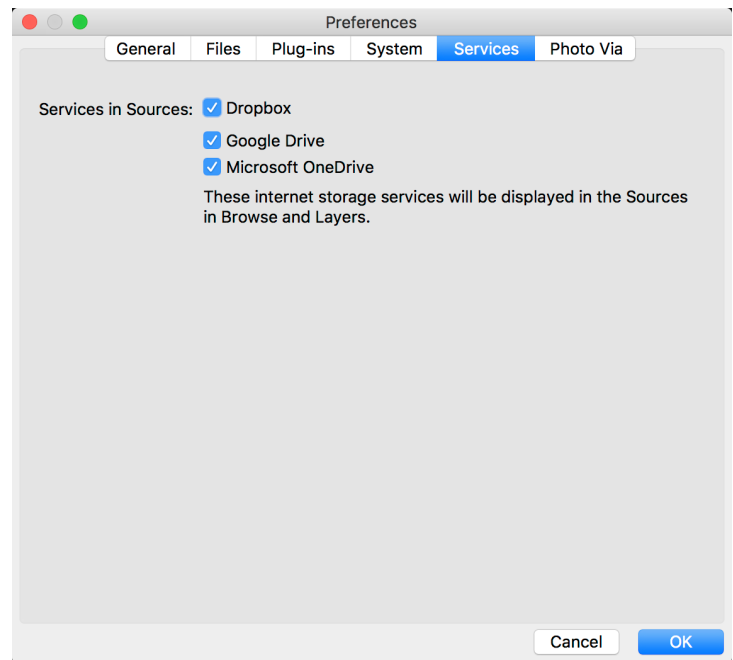 Preferences
General Files Plug-ins System Services Photo Via
Services in Sources: Dropbox
Google Drive
Microsoft OneDrive
These internet storage services will be displayed in the Sources
in Browse and Layers.
Cancel OK